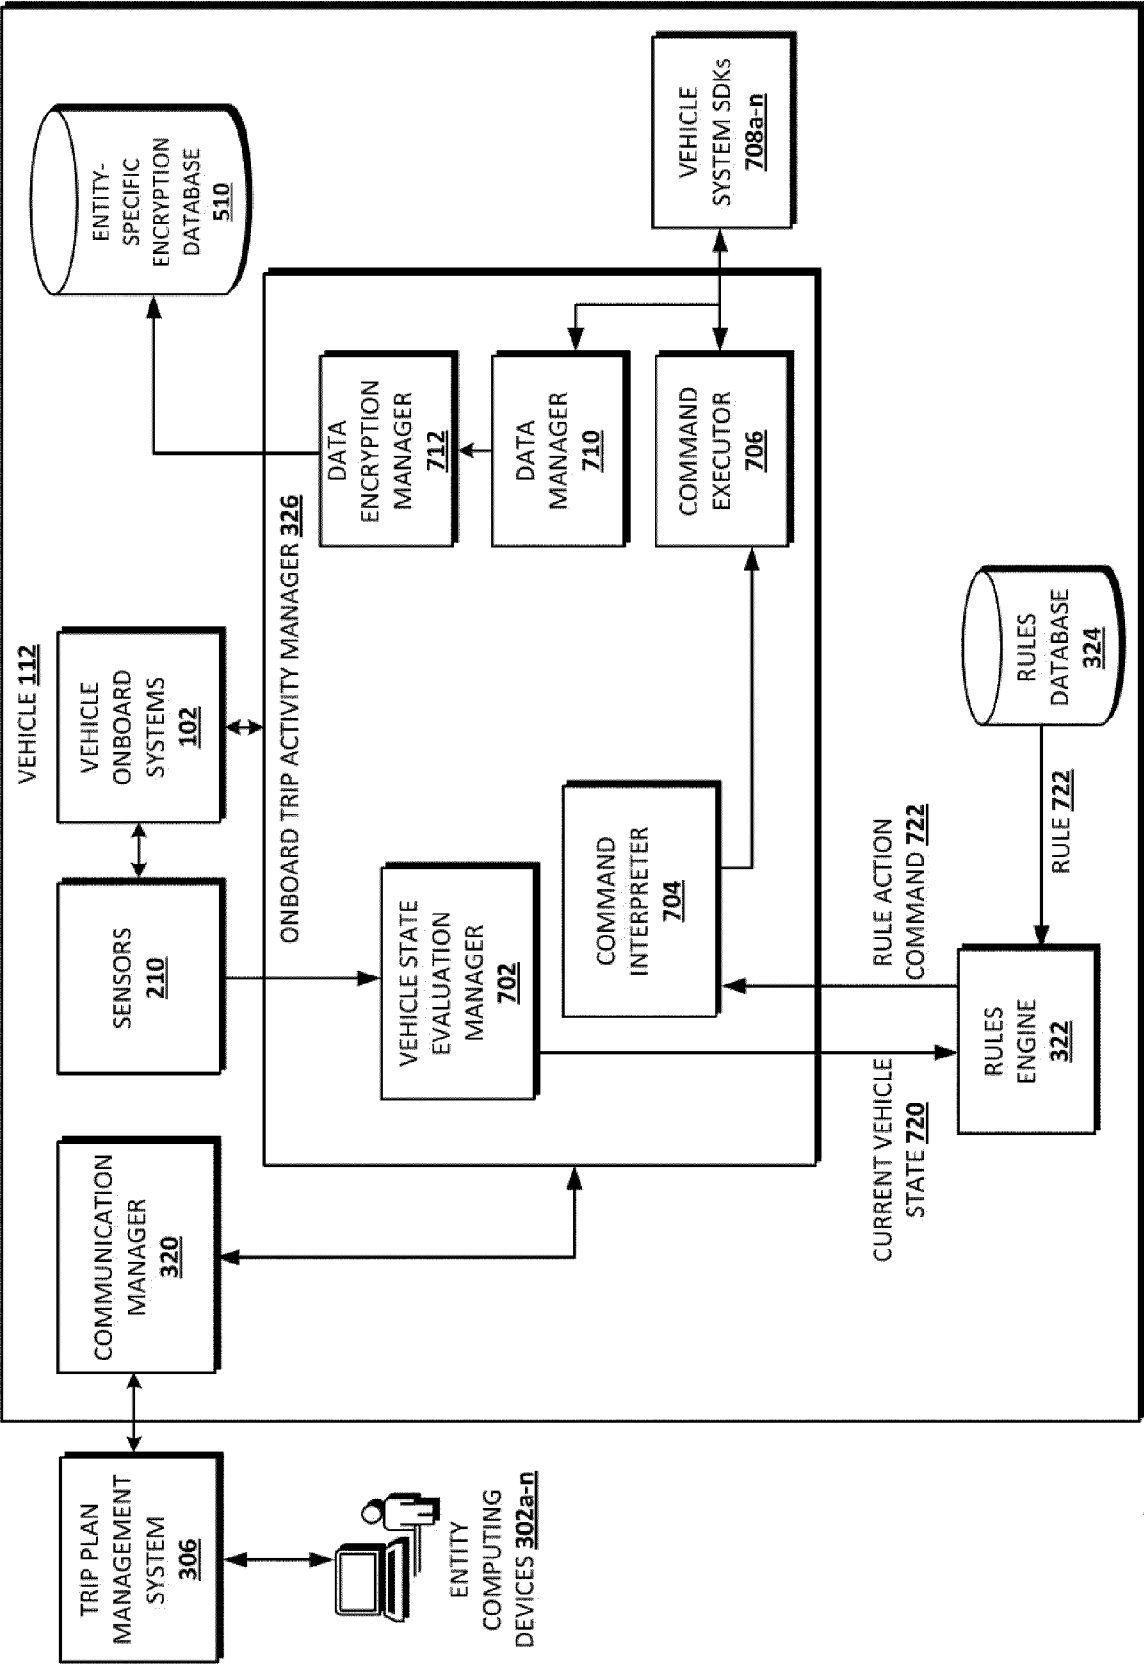 VEHICLE 112
TRIP PLAN
MANAGEMENT
SYSTEM
306
COMMUNICATION
MANAGER
320
SENSORS
210
VEHICLE
ONBOARD
SYSTEMS
102
ENTITY-
SPECIFIC
ENCRYPTION
DATABASE
510
ONBOARD TRIP ACTIVITY MANAGER 326
ENTITY
COMPUTING
DEVICES 302a-n
VEHICLE STATE
EVALUATION
MANAGER
702
DATA
ENCRYPTION
MANAGER
712
DATA
MANAGER
710
COMMAND
INTERPRETER
704
COMMAND
EXECUTOR
706
VEHICLE
SYSTEM SDKs
708a-n
CURRENT VEHICLE
STATE 720
RULE ACTION
COMMAND 722
RULES
ENGINE
322
RULE 722
RULES
DATABASE
324